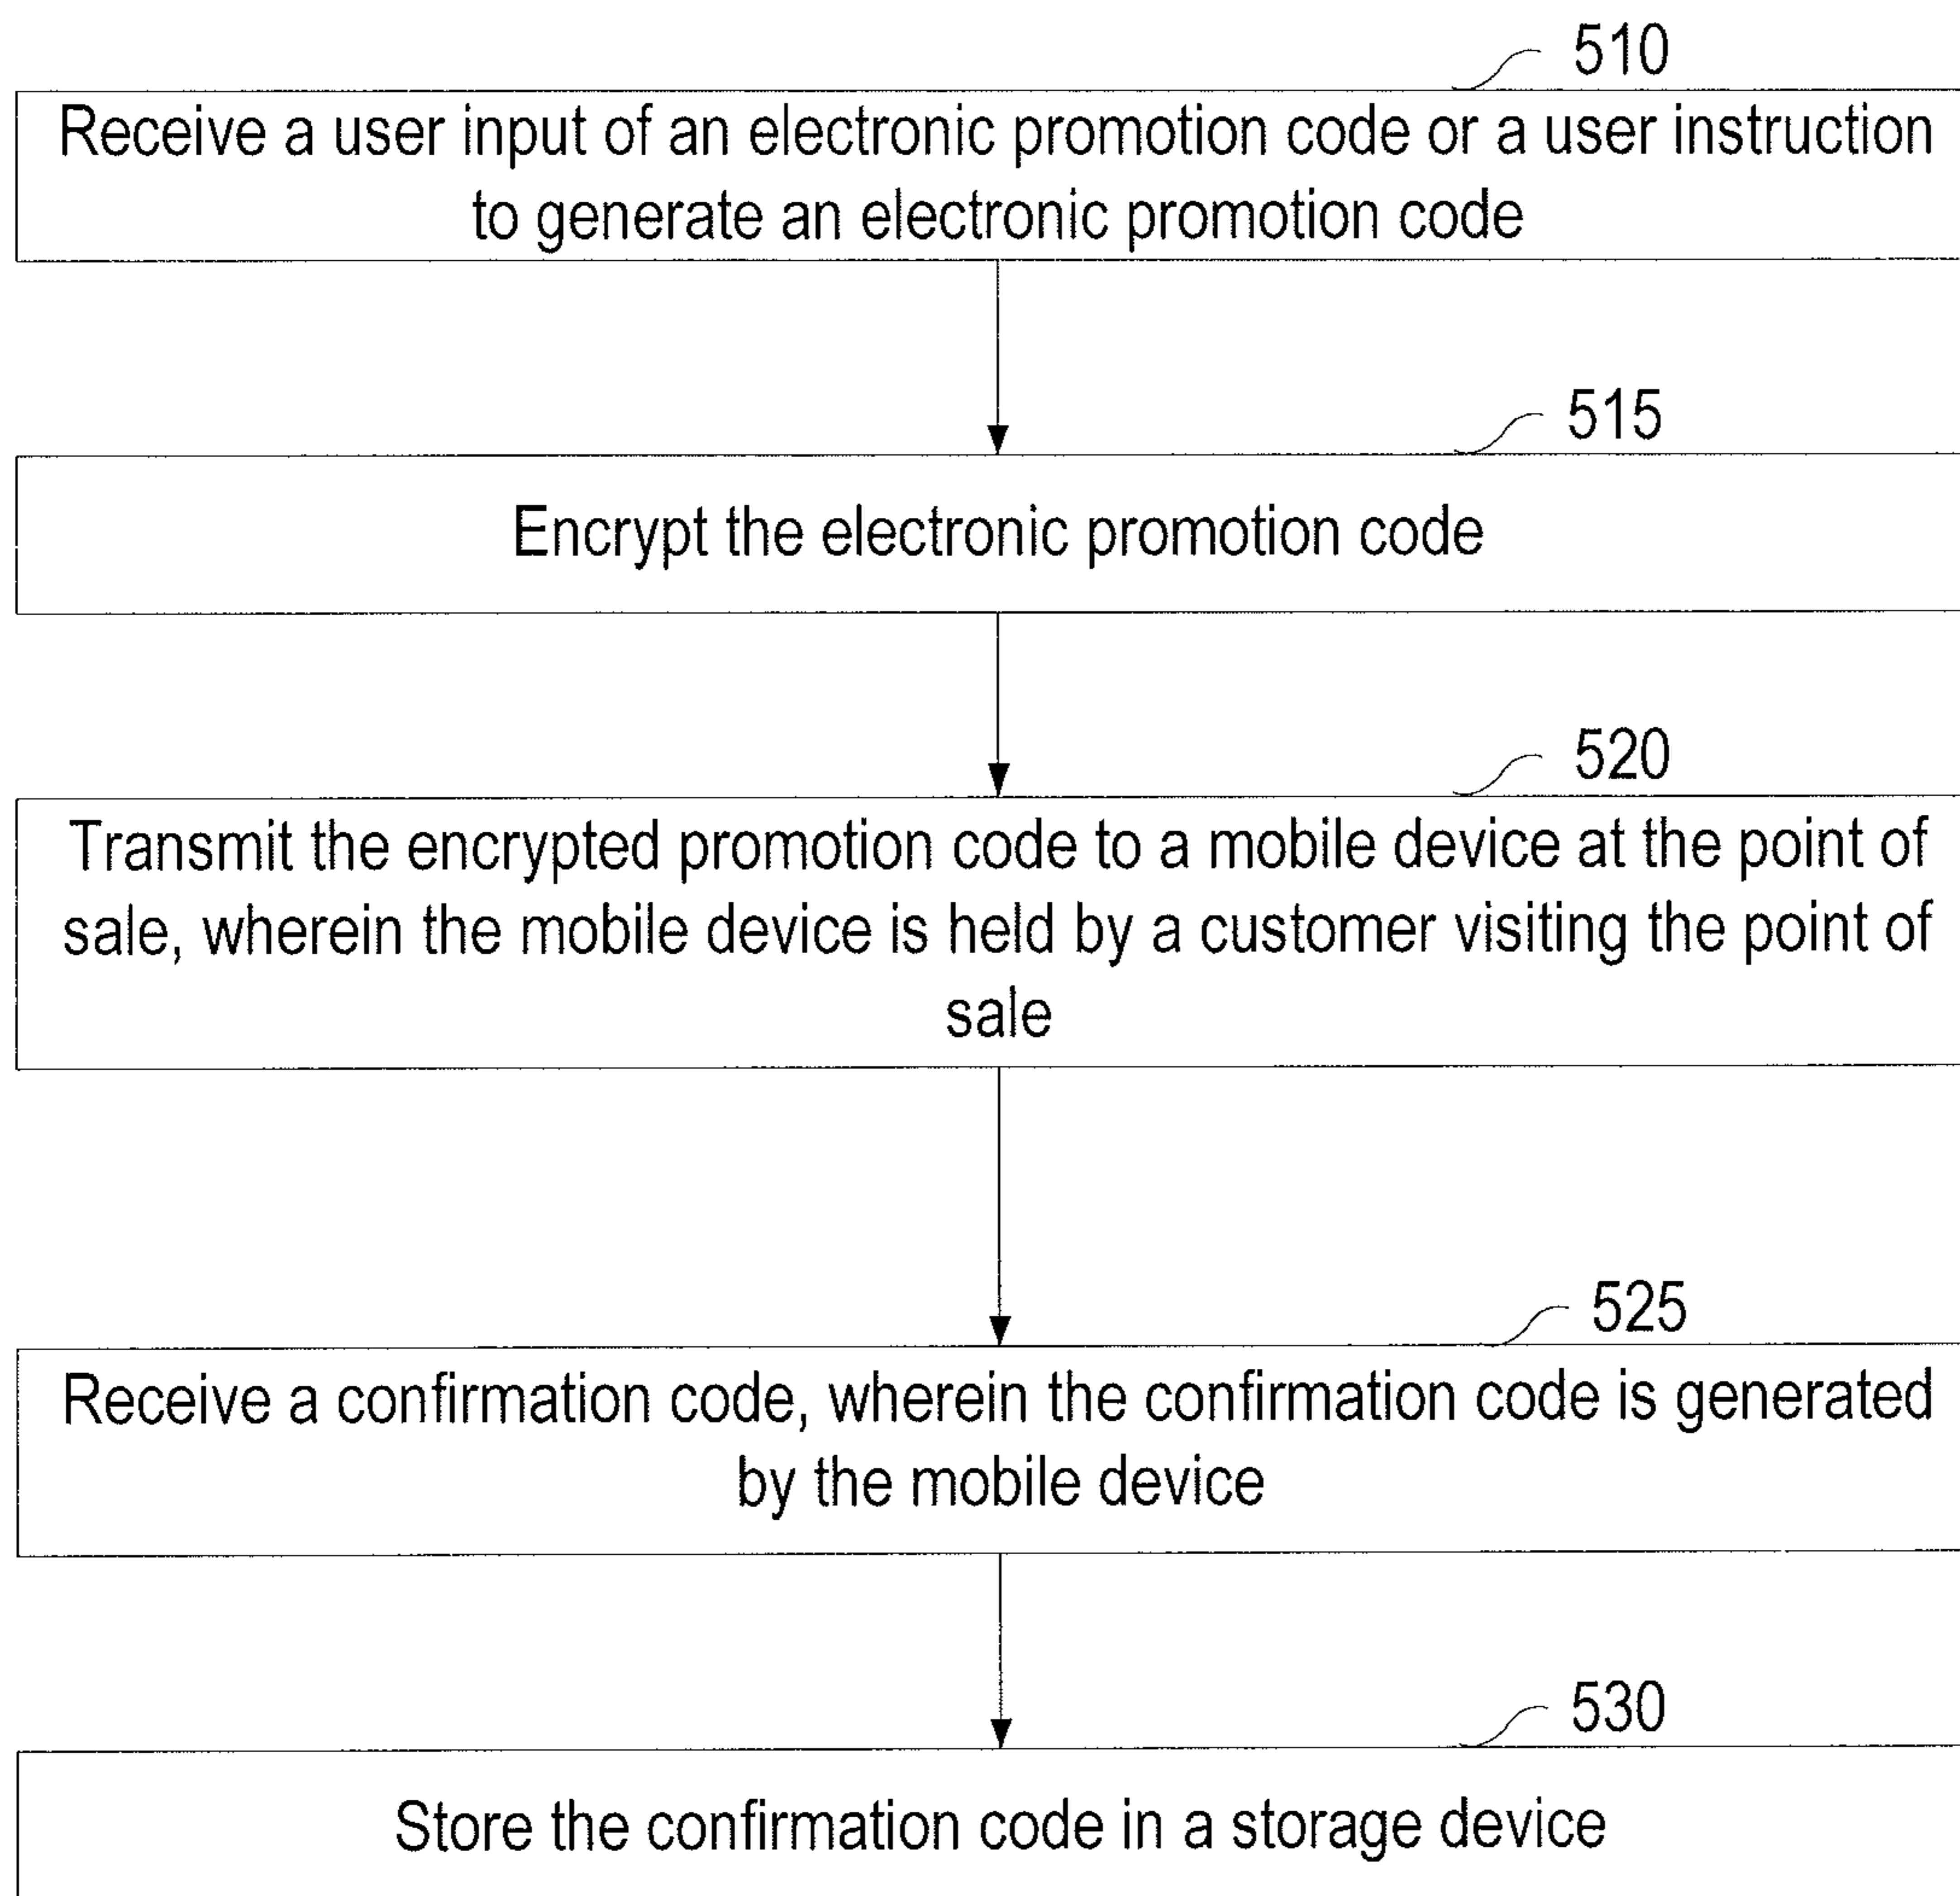 510
Receive a user input of an electronic promotion code or a user instruction
to generate an electronic promotion code
515
Encrypt the electronic promotion code
520
Transmit the encrypted promotion code to a mobile device at the point of
sale, wherein the mobile device is held by a customer visiting the point of
sale
525
Receive a confirmation code, wherein the confirmation code is generated
by the mobile device
530
Store the confirmation code in a storage device